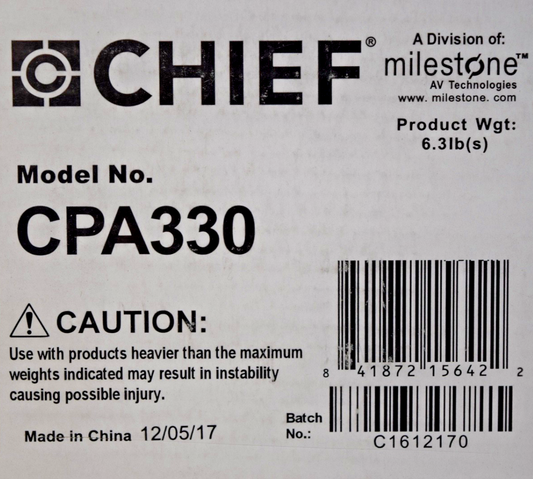 CHIEF®
A Division of:
milestone™
AV Technologies
www. milestone. com
Product Wgt:
6.3lb(s)
Model No.
CPA330
CAUTION:
Use with products heavier than the maximum
weights indicated may result in instability
causing possible injury.
8 41872 15642 2
Made in China 12/05/17
Batch
No.:
C1612170